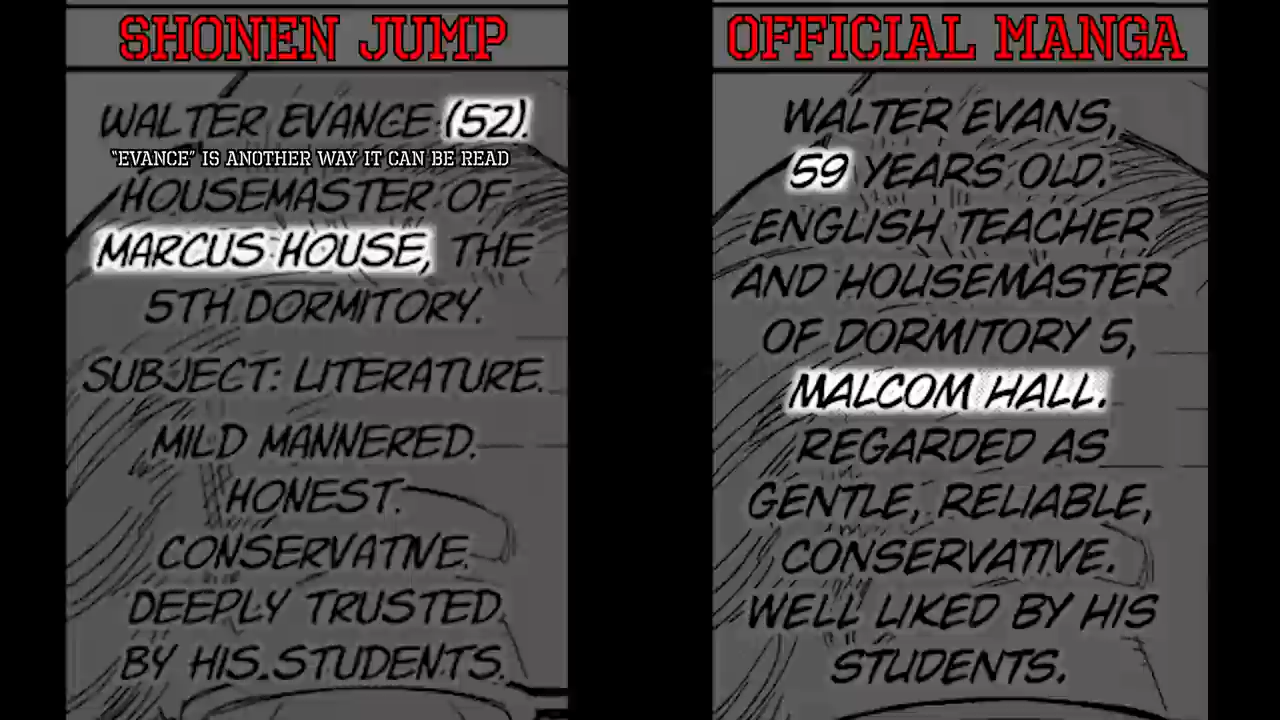 SHONEN JUMP
WALTER EVANCE (52).
"EVANCE" IS ANOTHER WAY IT CAN BE READ
HOUSEMASTER OF
MARCUS HOUSE, THE
5TH DORMITORY.
SUBJECT: LITERATURE.
MILD MANNERED.
HONEST.
CONSERVATIVE.
DEEPLY TRUSTED
BY HIS STUDENTS.
OFFICIAL MANGA
WALTER EVANS,
59 YEARS OLD.
ENGLISH TEACHER
AND HOUSEMASTER
OF DORMITORY 5,
MALCOM HALL.
REGARDED AS
GENTLE, RELIABLE,
CONSERVATIVE.
WELL LIKED BY HIS
STUDENTS.